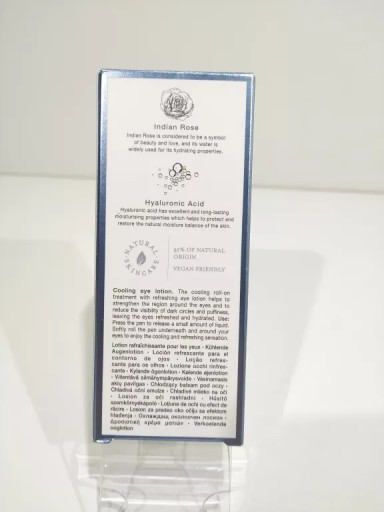 Indian Rose
Indian Rose is considered to be a symbol
of beauty and love, and its water is
widely used for its hydrating properties.
Hyaluronic Acid
Hyaluronic acid has excellent and long-lasting
moisturising properties which helps to protect and
restore the natural moisture balance of the skin.
NATURAL SKINCARE
92% OF NATURAL
ORIGIN
VEGAN FRIENDLY
Cooling eye lotion. The cooling roll-on
treatment with refreshing eye lotion helps to
strengthen the region around the eyes and to
reduce the visibility of dark circles and puffiness,
leaving the eyes refreshed and hydrated. Use:
Press the pen to release a small amount of liquid.
Softly roll the pen underneath and around your
eyes to enjoy the cooling and refreshing sensation.
Lotion rafraîchissante pour les yeux - Kühlende
Augenlotion - Loción refrescante para el
contorno de ojos - Loção refres-
cante para os olhos - Lozione occhi rinfre-
scante - Kylende ögonlotion - Kølende øjenlotion
- Viilentävä silmänympärysvoide - Vėsinamasis
akių pavilgas - Chłodzący balsam pod oczy -
Chladivá oční emulze - Chladivé mlieko na oči
- Losion za oči rashladni - Hűsítő
szemkörnyékápoló - Loțiune de ochi cu efect de
răcire - Losion za predeo oko očiju sa efektom
hlađenja - Охлаждащ околоочен лосион -
Δροσιστική κρέμα ματιών - Verkoelende
ooglotion